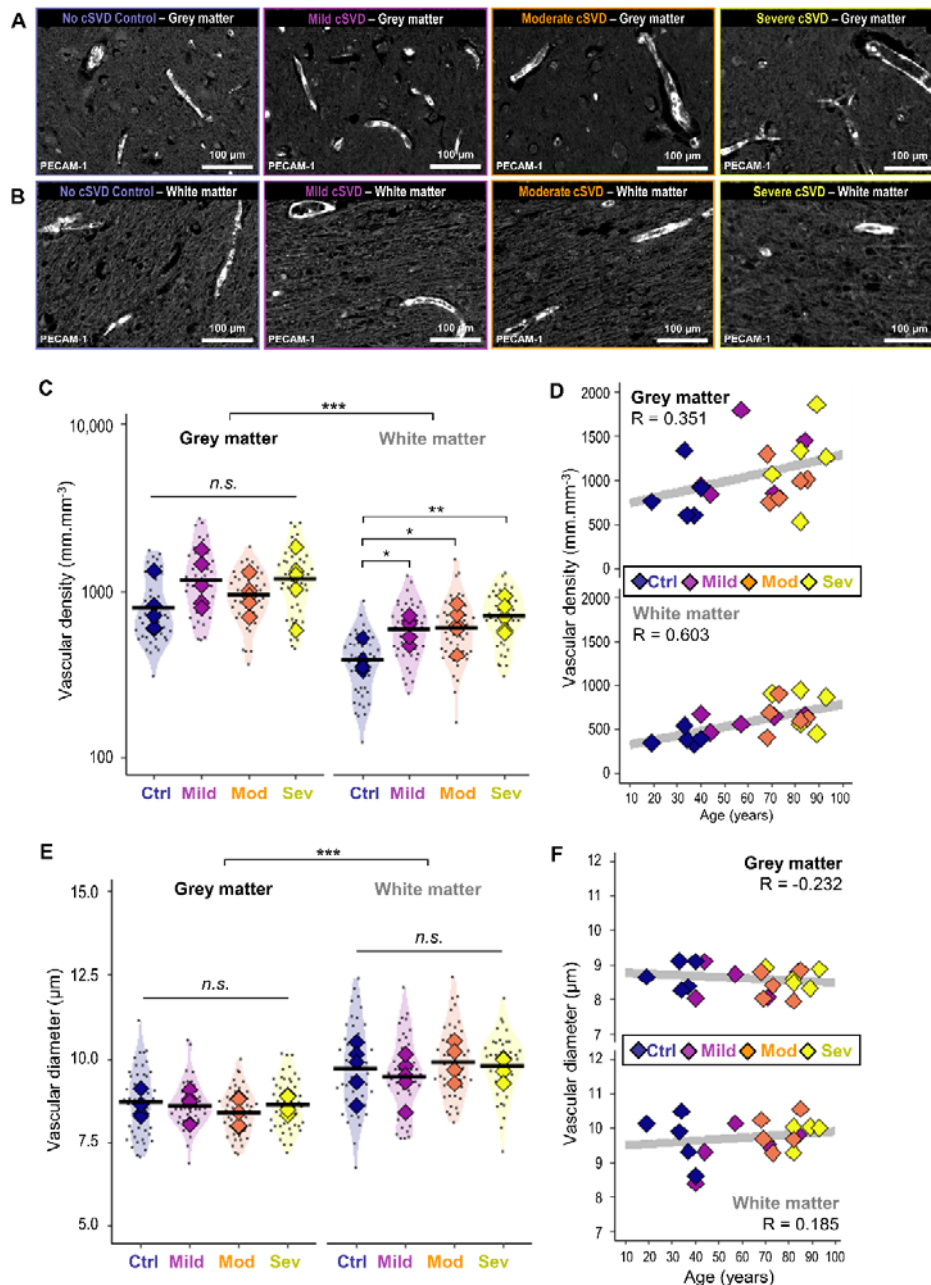 A
No cSVD Control – Grey matter
Mild cSVD – Grey matter
Moderate cSVD – Grey matter
Severe cSVD – Grey matter
PECAM-1 100 µm
PECAM-1 100 µm
PECAM-1 100 µm
PECAM-1 100 µm
B
No cSVD Control – White matter
Mild cSVD – White matter
Moderate cSVD – White matter
Severe cSVD – White matter
PECAM-1 100 µm
PECAM-1 100 µm
PECAM-1 100 µm
PECAM-1 100 µm
C
Vascular density (mm.mm⁻³)
10,000
1000
100
***
Grey matter
White matter
n.s.
**
*
*
Ctrl Mild Mod Sev
Ctrl Mild Mod Sev
D
Vascular density (mm.mm⁻³)
2000
1500
1000
500
0
Grey matter
R = 0.351
Ctrl Mild Mod Sev
2000
1500
1000
500
0
White matter
R = 0.603
10 20 30 40 50 60 70 80 90 100
Age (years)
E
Vascular diameter (µm)
15.0
12.5
10.0
7.5
5.0
***
Grey matter
White matter
n.s.
n.s.
Ctrl Mild Mod Sev
Ctrl Mild Mod Sev
F
Vascular diameter (µm)
12
11
10
9
8
7
Grey matter
R = -0.232
Ctrl Mild Mod Sev
12
11
10
9
8
7
White matter
R = 0.185
10 20 30 40 50 60 70 80 90 100
Age (years)